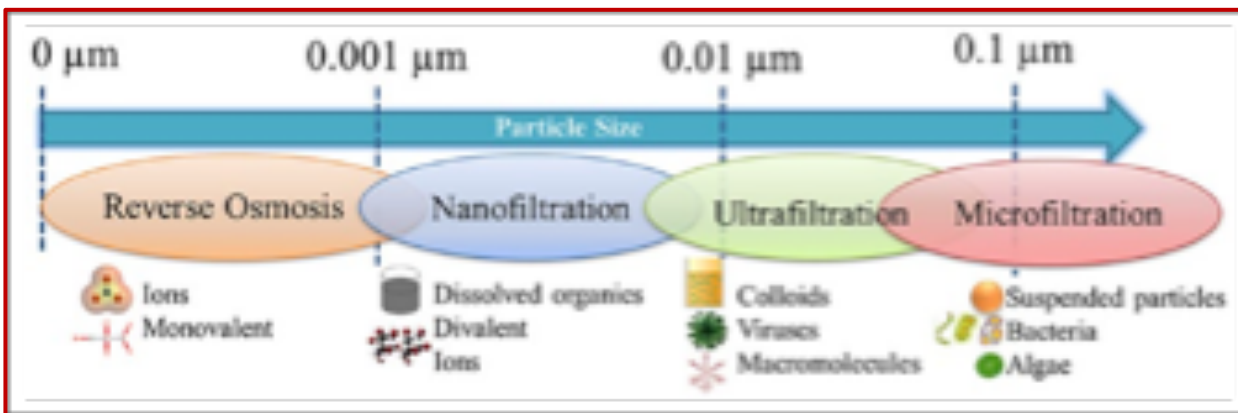 0 µm
0.001 µm
0.01 µm
0.1 µm
Particle Size
Reverse Osmosis
Nanofiltration
Ultrafiltration
Microfiltration
Ions
Monovalent
Dissolved organics
Divalent
Ions
Colloids
Viruses
Macromolecules
Suspended particles
Bacteria
Algae